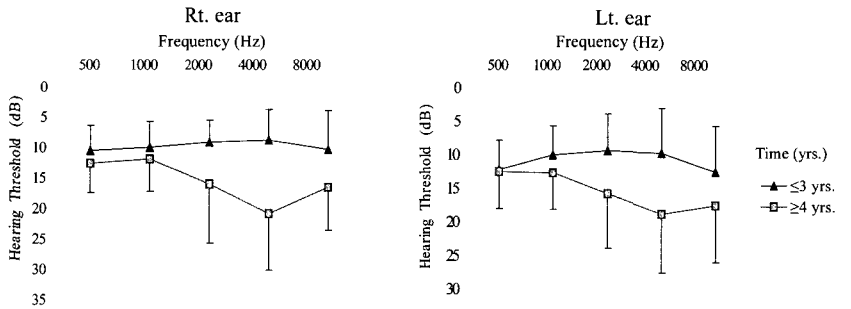 Rt. ear
Frequency (Hz)
500 1000 2000 4000 8000
0
5
10
15
20
25
30
35
Hearing Threshold (dB)
Lt. ear
Frequency (Hz)
500 1000 2000 4000 8000
0
5
10
15
20
25
30
Hearing Threshold (dB)
Time (yrs.)
≤3 yrs.
≥4 yrs.